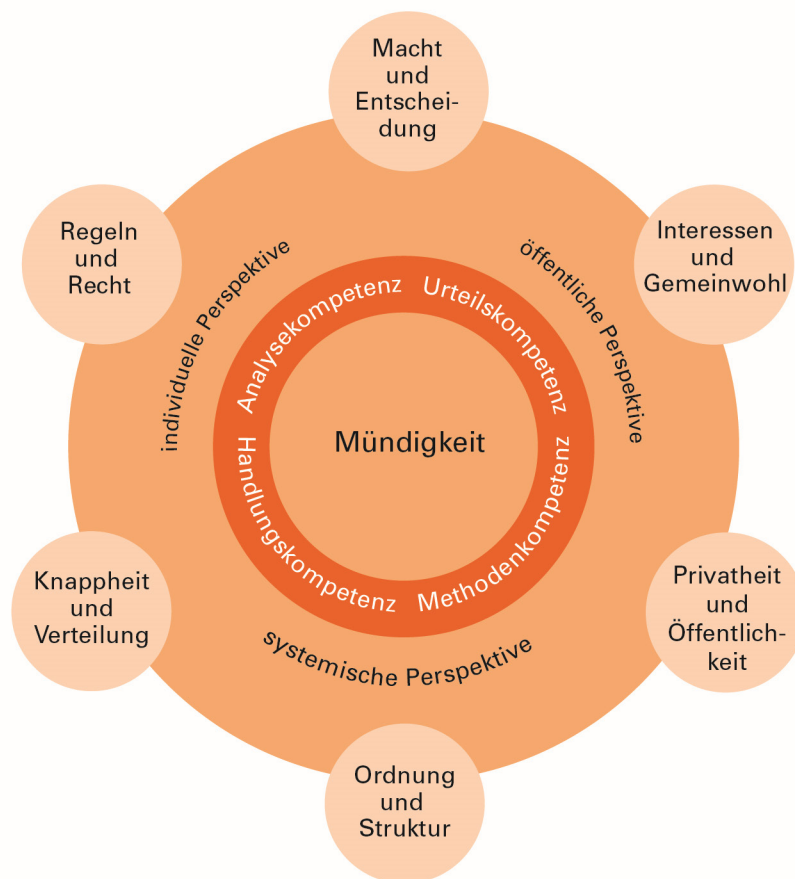 Macht
und
Entschei-
dung
Regeln
und
Recht
Interessen
und
Gemeinwohl
individuelle Perspektive
öffentliche Perspektive
Analysekompetenz
Urteilskompetenz
Mündigkeit
Handlungskompetenz
Methodenkompetenz
systemische Perspektive
Knappheit
und
Verteilung
Privatheit
und
Öffentlich-
keit
Ordnung
und
Struktur